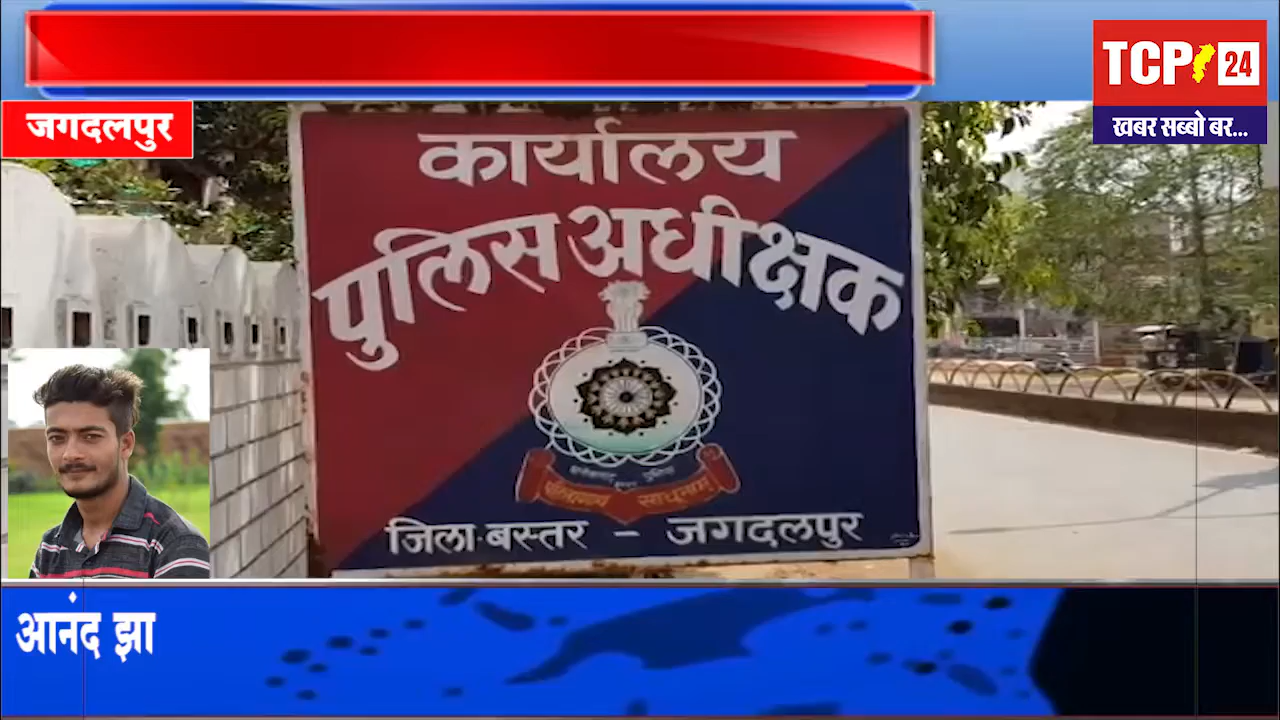 TCP 24
खबर सब्बो बर...
जगदलपुर
कार्यालय
पुलिस अधीक्षक
जिला-बस्तर - जगदलपुर
आनंद झा